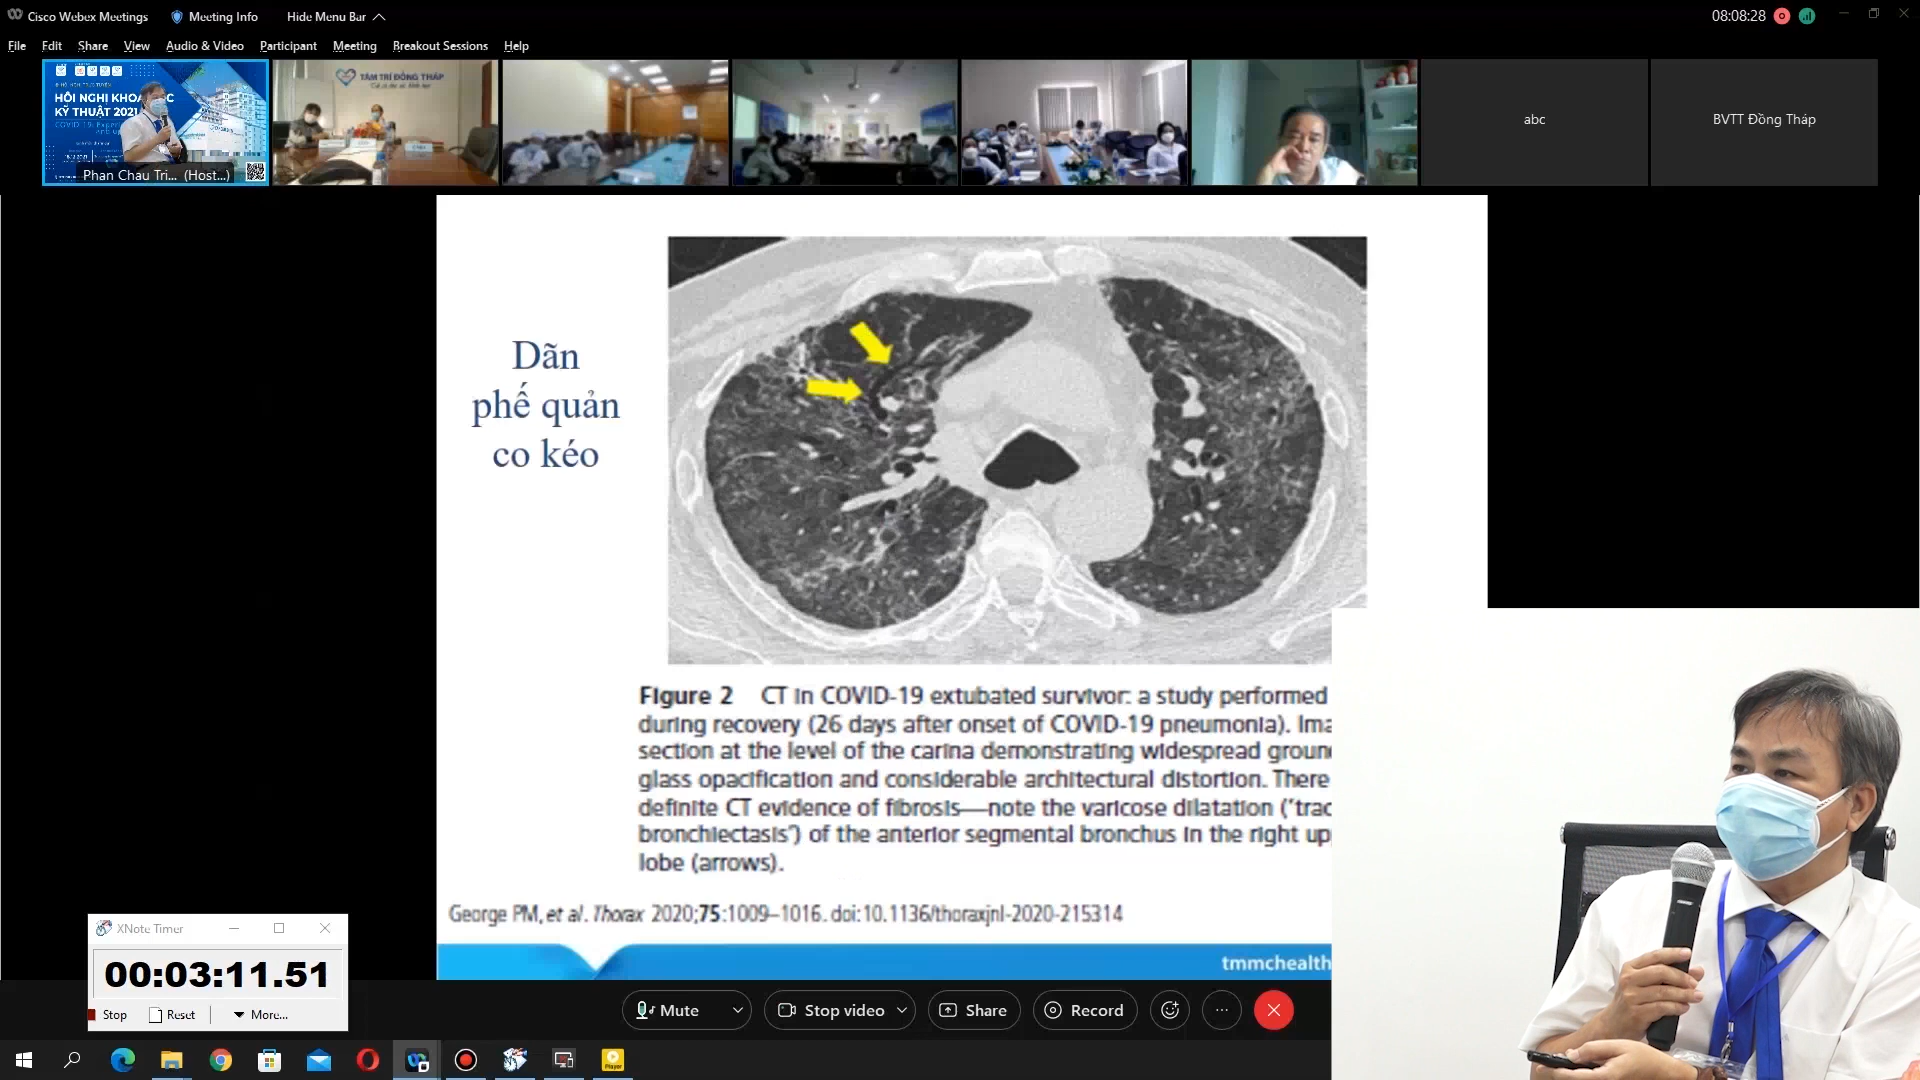 Cisco Webex Meetings
Meeting Info
Hide Menu Bar
08:08:28
File Edit Share View Audio & Video Participant Meeting Breakout Sessions Help
HỘI NGHỊ KHOA
KỸ THUẬT 2021
Phan Chau Tri... (Host...)
TÂM TRÍ ĐỒNG THÁP
abc
BVTT Đồng Tháp
Dãn
phế quản
co kéo
Figure 2 CT in COVID-19 extubated survivor: a study performed
during recovery (26 days after onset of COVID-19 pneumonia). Ima
section at the level of the carina demonstrating widespread groun
glass opacification and considerable architectural distortion. There
definite CT evidence of fibrosis—note the varicose dilatation ('trac
bronchiectasis') of the anterior segmental bronchus in the right up
lobe (arrows).
George PM, et al. Thorax 2020;75:1009–1016. doi:10.1136/thoraxjnl-2020-215314
tmmchealth
XNote Timer
00:03:11.51
Stop Reset More...
Mute
Stop video
Share
Record
Player